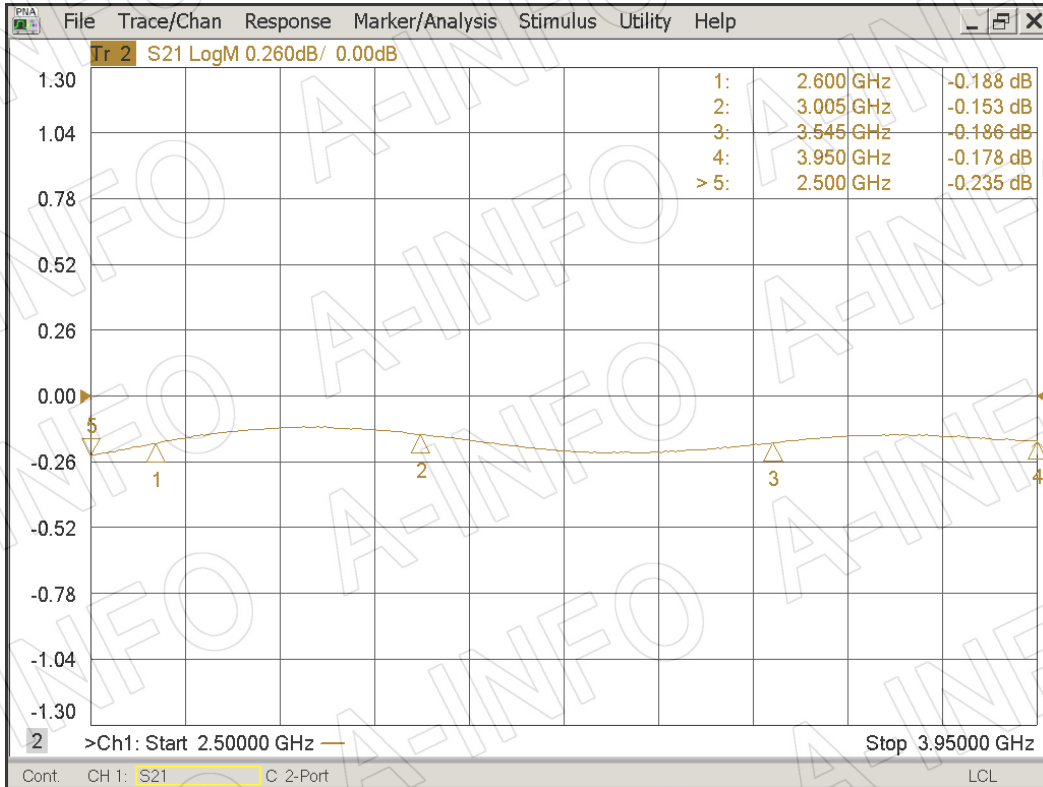 PNA File Trace/Chan Response Marker/Analysis Stimulus Utility Help
Tr 2 S21 LogM 0.260dB/ 0.00dB
1: 2.600 GHz -0.188 dB
2: 3.005 GHz -0.153 dB
3: 3.545 GHz -0.186 dB
4: 3.950 GHz -0.178 dB
> 5: 2.500 GHz -0.235 dB
1.30
1.04
0.78
0.52
0.26
0.00
-0.26
-0.52
-0.78
-1.04
-1.30
5
1
2
3
4
2 >Ch1: Start 2.50000 GHz Stop 3.95000 GHz
Cont. CH 1: S21 C 2-Port LCL
A-INFO
A-INFO
A-INFO
A-INFO
A-INFO
A-INFO
A-INFO
A-INFO
A-INFO